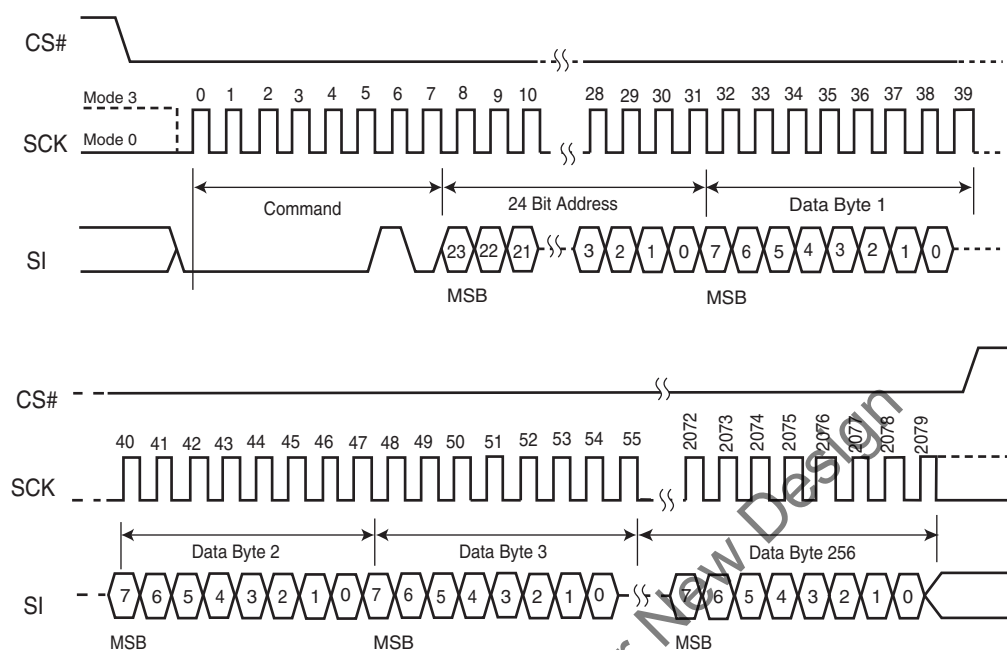 CS#
0 1 2 3 4 5 6 7 8 9 10 28 29 30 31 32 33 34 35 36 37 38 39
Mode 3
SCK
Mode 0
Command
24 Bit Address
Data Byte 1
SI
23 22 21 3 2 1 0 7 6 5 4 3 2 1 0
MSB
MSB
CS#
40 41 42 43 44 45 46 47 48 49 50 51 52 53 54 55 2072 2073 2074 2075 2076 2077 2078 2079
SCK
Data Byte 2
Data Byte 3
Data Byte 256
SI
7 6 5 4 3 2 1 0 7 6 5 4 3 2 1 0 7 6 5 4 3 2 1 0
MSB
MSB
MSB
New Design